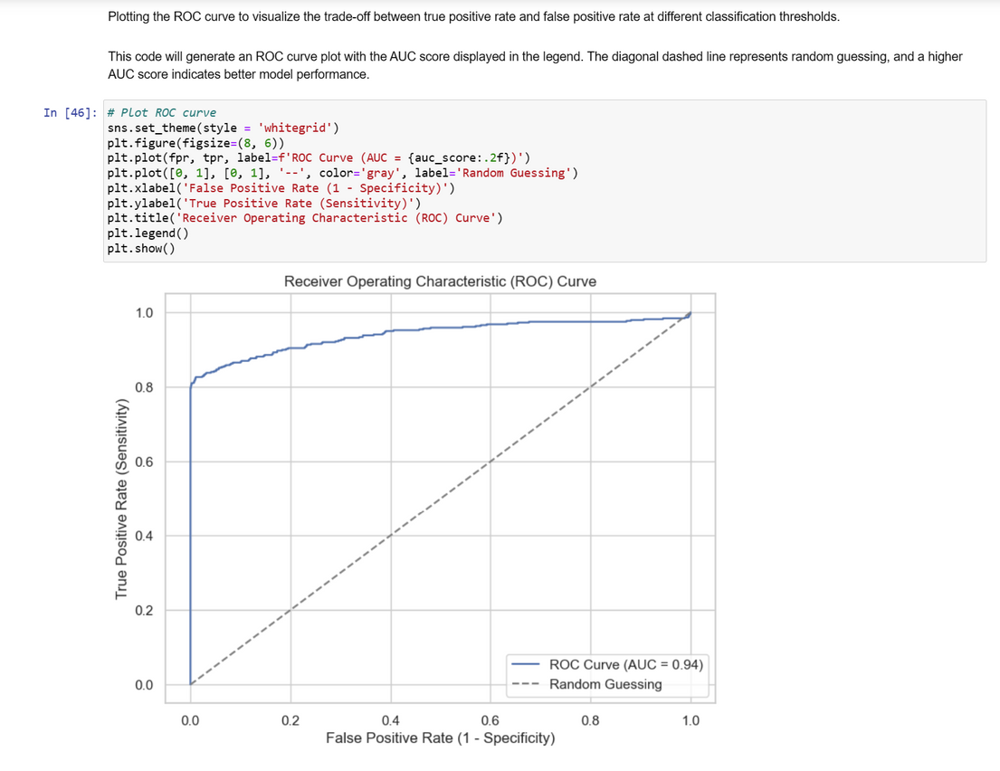 Plotting the ROC curve to visualize the trade-off between true positive rate and false positive rate at different classification thresholds.
This code will generate an ROC curve plot with the AUC score displayed in the legend. The diagonal dashed line represents random guessing, and a higher
AUC score indicates better model performance.
In [46]: # Plot ROC curve
sns.set_theme(style = 'whitegrid')
plt.figure(figsize=(8, 6))
plt.plot(fpr, tpr, label=f'ROC Curve (AUC = {auc_score:.2f})')
plt.plot([0, 1], [0, 1], '--', color='gray', label='Random Guessing')
plt.xlabel('False Positive Rate (1 - Specificity)')
plt.ylabel('True Positive Rate (Sensitivity)')
plt.title('Receiver Operating Characteristic (ROC) Curve')
plt.legend()
plt.show()
Receiver Operating Characteristic (ROC) Curve
True Positive Rate (Sensitivity)
1.0
0.8
0.6
0.4
0.2
0.0
ROC Curve (AUC = 0.94)
Random Guessing
0.0 0.2 0.4 0.6 0.8 1.0
False Positive Rate (1 - Specificity)